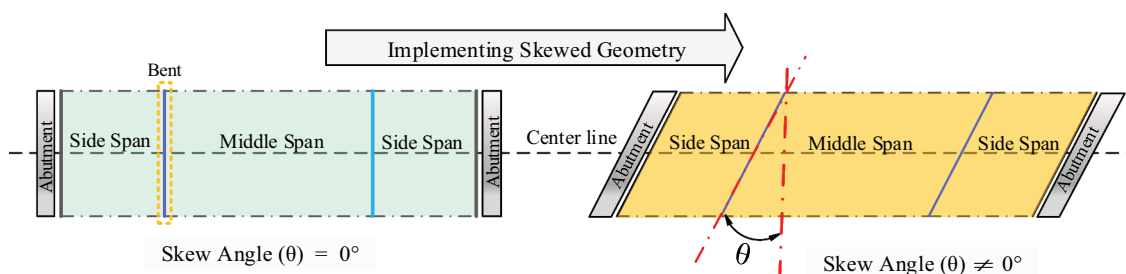 Implementing Skewed Geometry
Bent
Abutment
Side Span
Middle Span
Side Span
Abutment
Center line
Abutment
Side Span
Middle Span
Side Span
Abutment
θ
Skew Angle (θ) = 0°
Skew Angle (θ) ≠ 0°